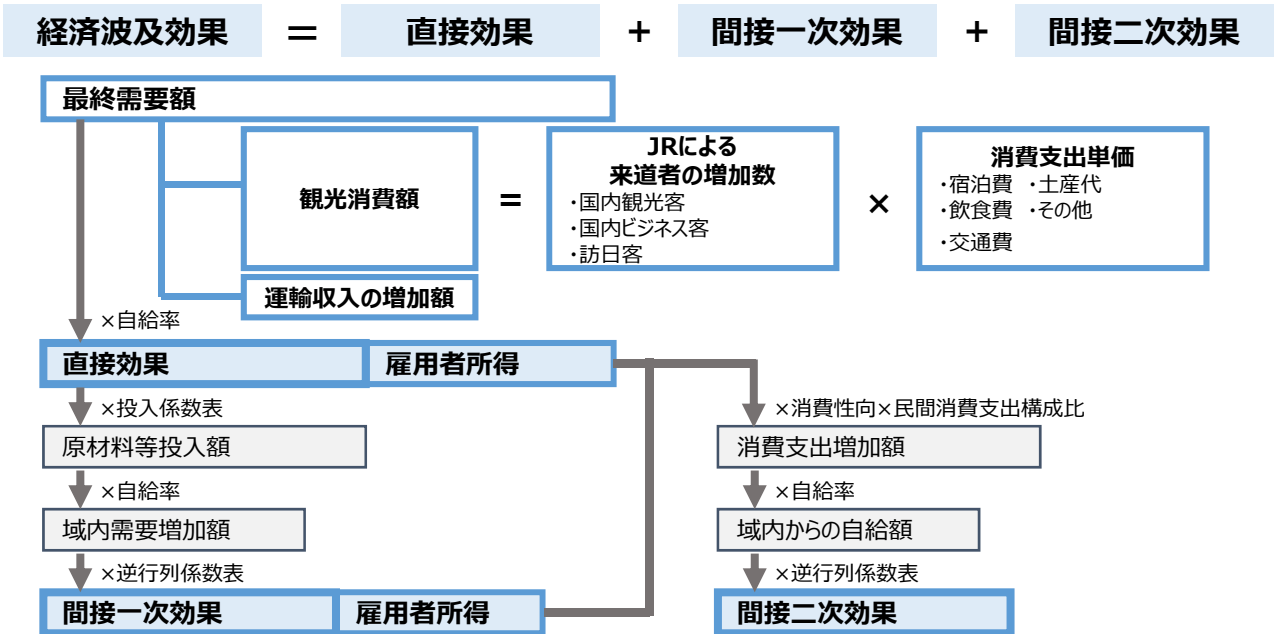 経済波及効果 ＝ 直接効果 + 間接一次効果 + 間接二次効果
最終需要額
観光消費額
=
JRによる
来道者の増加数
・国内観光客
・国内ビジネス客
・訪日客
×
消費支出単価
・宿泊費 ・土産代
・飲食費 ・その他
・交通費
運輸収入の増加額
×自給率
直接効果 雇用者所得
×投入係数表
原材料等投入額
×自給率
域内需要増加額
×逆行列係数表
間接一次効果 雇用者所得
×消費性向×民間消費支出構成比
消費支出増加額
×自給率
域内からの自給額
×逆行列係数表
間接二次効果